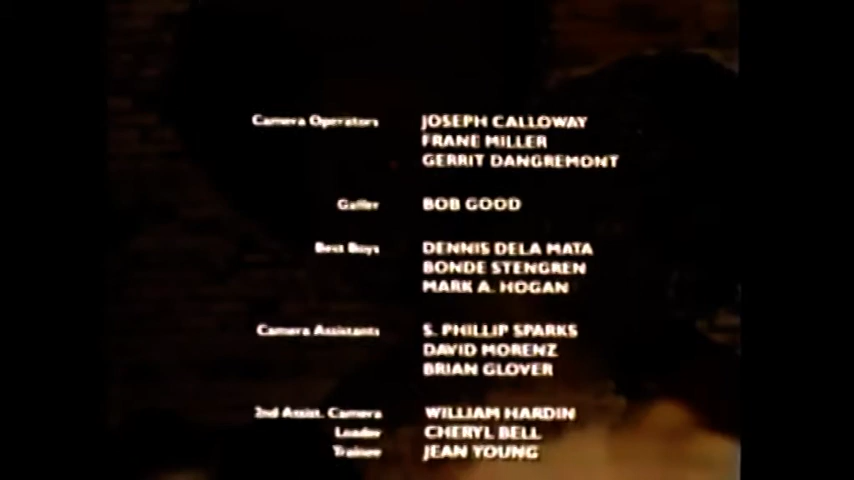 Camera Operators JOSEPH CALLOWAY
FRANE MILLER
GERRIT DANGREMONT
Gaffer BOB GOOD
Best Boys DENNIS DELA MATA
BONDE STENGREN
MARK A. HOGAN
Camera Assistants S. PHILLIP SPARKS
DAVID MORENZ
BRIAN GLOVER
2nd Assist. Camera WILLIAM HARDIN
Loader CHERYL BELL
Trainee JEAN YOUNG